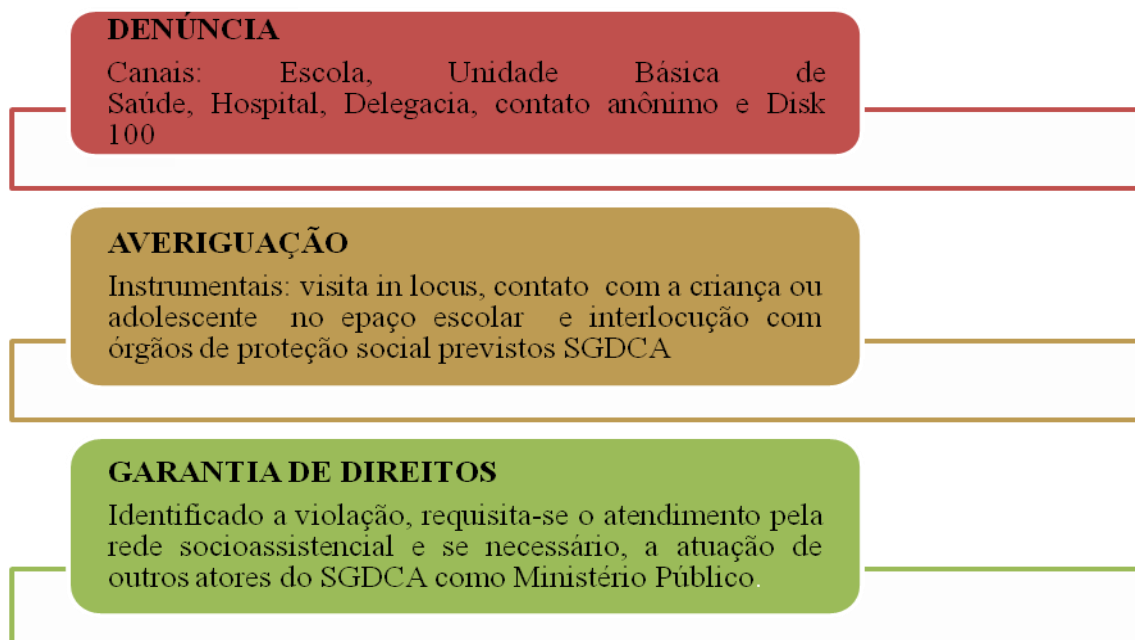 DENÚNCIA
Canais: Escola, Unidade Básica de
Saúde, Hospital, Delegacia, contato anônimo e Disk
100
AVERIGUAÇÃO
Instrumentais: visita in locus, contato com a criança ou
adolescente no epaço escolar e interlocução com
órgãos de proteção social previstos SGDCA
GARANTIA DE DIREITOS
Identificado a violação, requisita-se o atendimento pela
rede socioassistencial e se necessário, a atuação de
outros atores do SGDCA como Ministério Público.